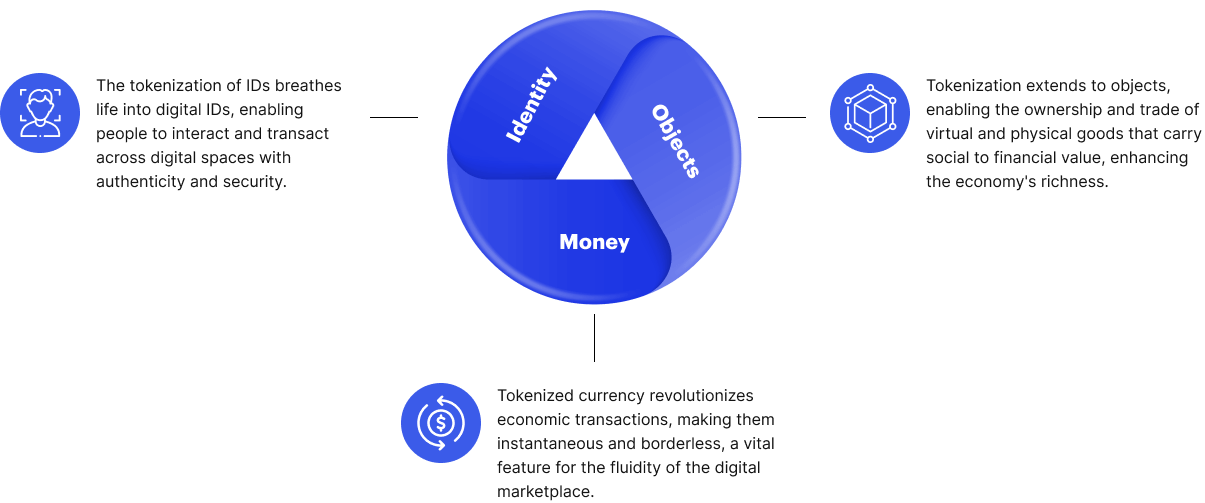 The tokenization of IDs breathes
life into digital IDs, enabling
people to interact and transact
across digital spaces with
authenticity and security.
Identity
Objects
Money
Tokenization extends to objects,
enabling the ownership and trade of
virtual and physical goods that carry
social to financial value, enhancing
the economy's richness.
$
Tokenized currency revolutionizes
economic transactions, making them
instantaneous and borderless, a vital
feature for the fluidity of the digital
marketplace.